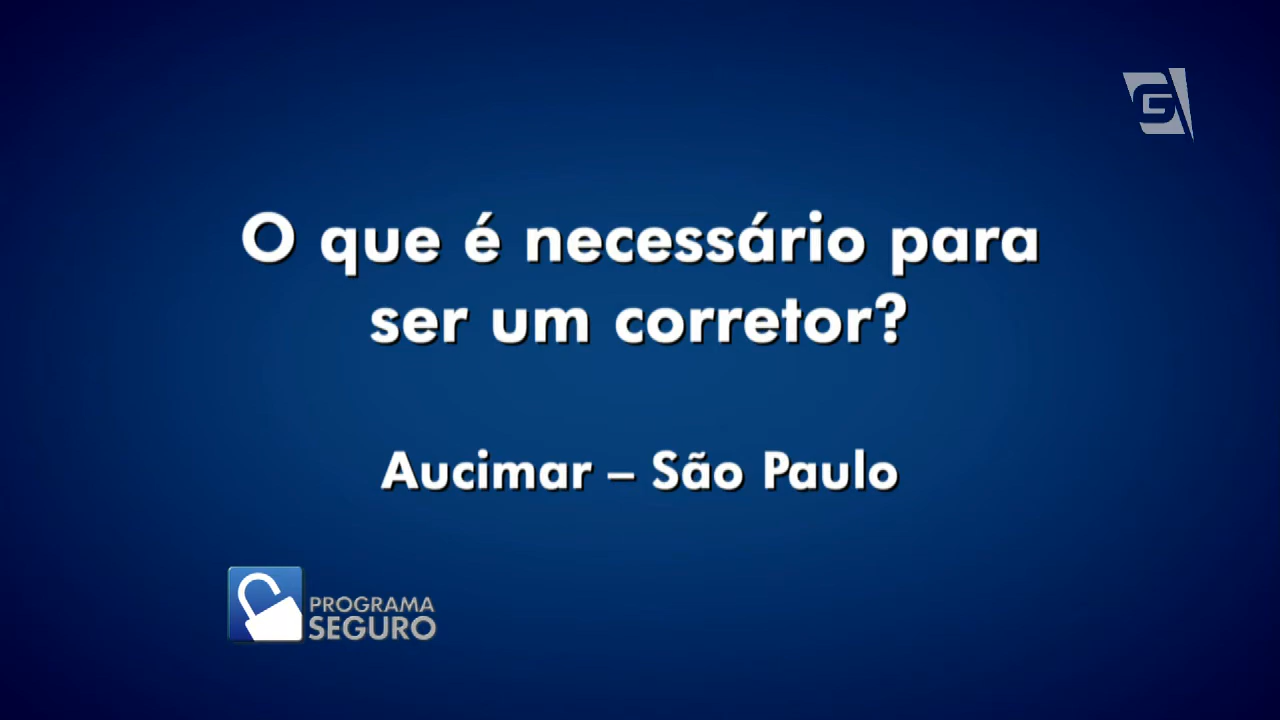 O que é necessário para
ser um corretor?
Aucimar – São Paulo
PROGRAMA
SEGURO